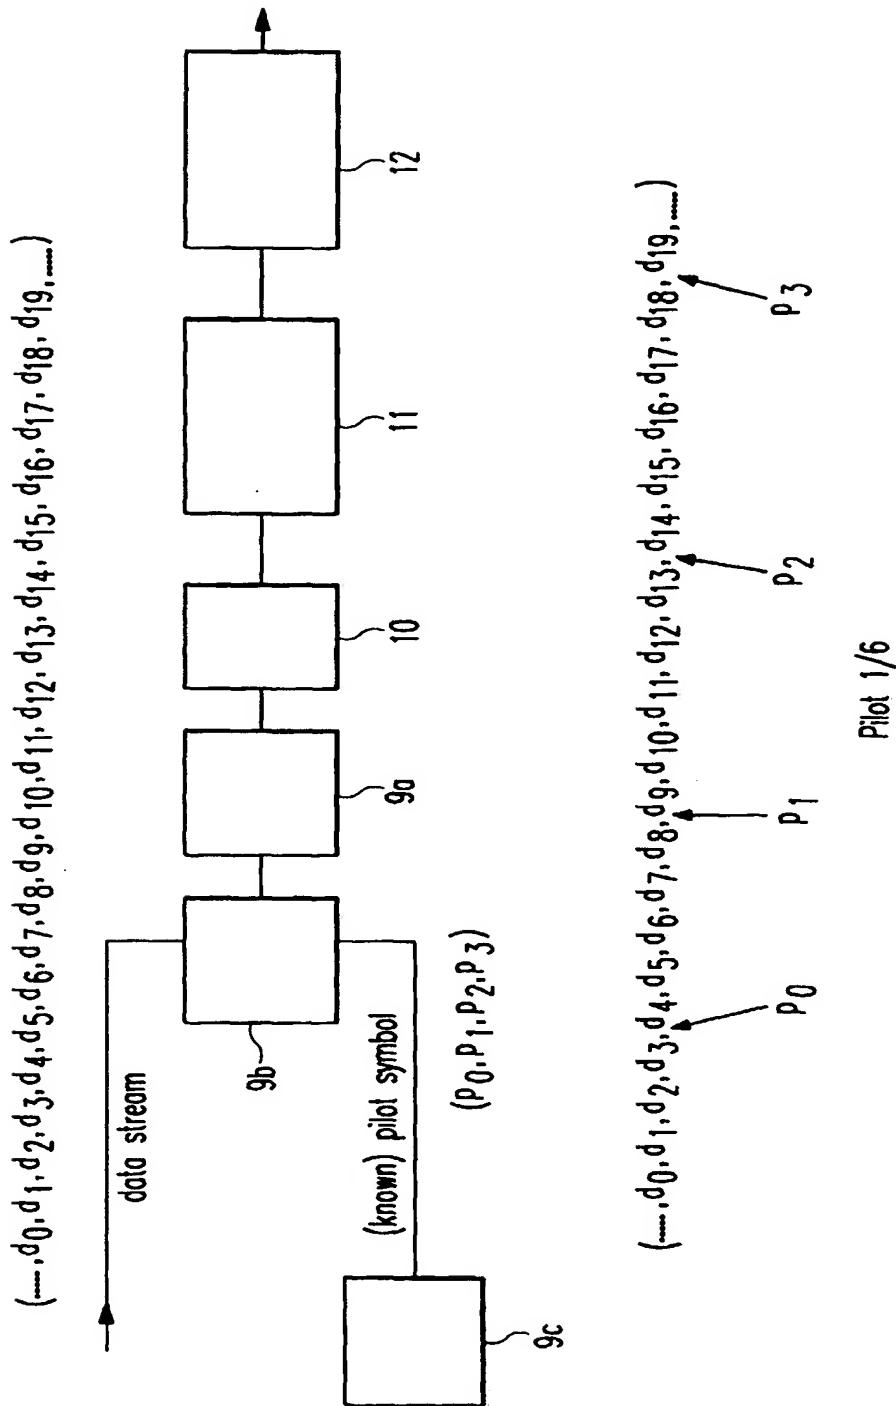 (....,d0,d1,d2,d3,d4,d5,d6,d7,d8,d9,d10,d11,d12,d13,d14,d15,d16,d17,d18,d19,....)
data stream
9b
9a
10
11
12
(known) pilot symbol
(P0,P1,P2,P3)
9c
(....,d0,d1,d2,d3,d4,d5,d6,d7,d8,d9,d10,d11,d12,d13,d14,d15,d16,d17,d18,d19,....)
P0
P1
P2
P3
Pilot 1/6